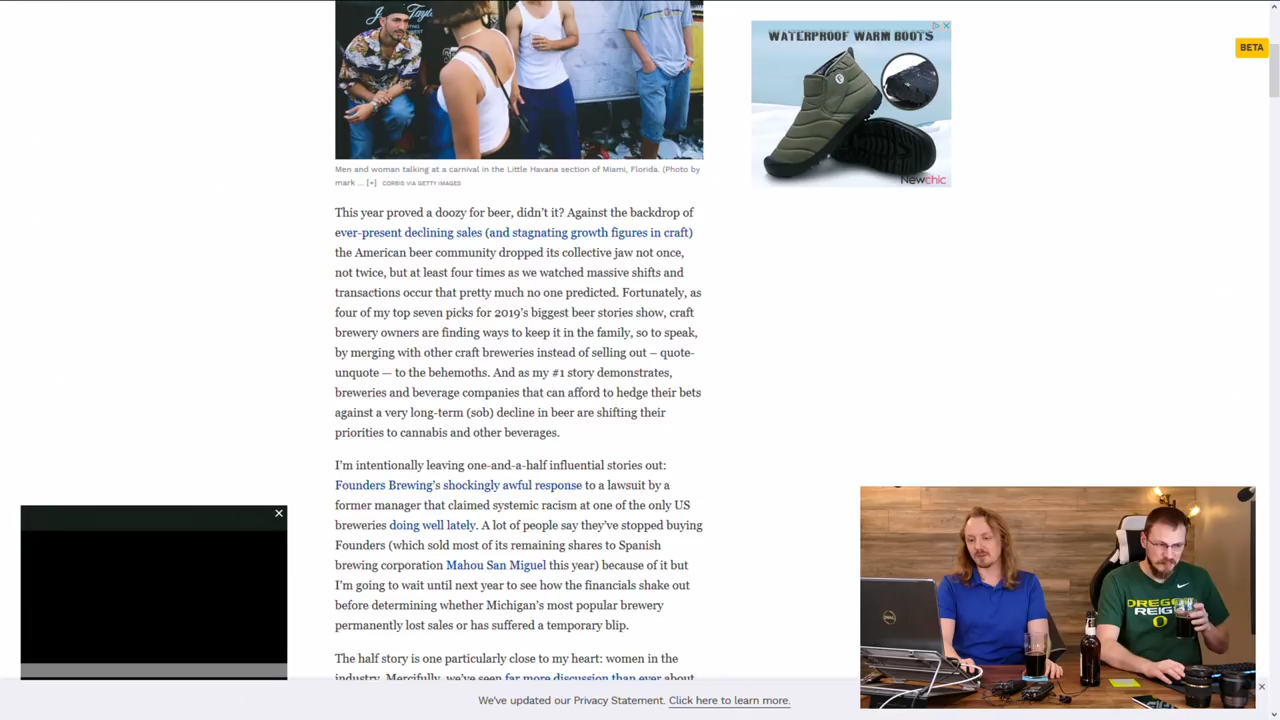 WATERPROOF WARM BOOTS
BETA
Newchic
Men and woman talking at a carnival in the Little Havana section of Miami, Florida. (Photo by
mark ... [+] CORBIS VIA GETTY IMAGES
This year proved a doozy for beer, didn't it? Against the backdrop of
ever-present declining sales (and stagnating growth figures in craft)
the American beer community dropped its collective jaw not once,
not twice, but at least four times as we watched massive shifts and
transactions occur that pretty much no one predicted. Fortunately, as
four of my top seven picks for 2019's biggest beer stories show, craft
brewery owners are finding ways to keep it in the family, so to speak,
by merging with other craft breweries instead of selling out – quote-
unquote — to the behemoths. And as my #1 story demonstrates,
breweries and beverage companies that can afford to hedge their bets
against a very long-term (sob) decline in beer are shifting their
priorities to cannabis and other beverages.
I'm intentionally leaving one-and-a-half influential stories out:
Founders Brewing's shockingly awful response to a lawsuit by a
former manager that claimed systemic racism at one of the only US
breweries doing well lately. A lot of people say they've stopped buying
Founders (which sold most of its remaining shares to Spanish
brewing corporation Mahou San Miguel this year) because of it but
I'm going to wait until next year to see how the financials shake out
before determining whether Michigan's most popular brewery
permanently lost sales or has suffered a temporary blip.
The half story is one particularly close to my heart: women in the
industry. Mercifully, we've seen far more discussion than ever about
We've updated our Privacy Statement. Click here to learn more.
DELL
OREGON
REIG
O